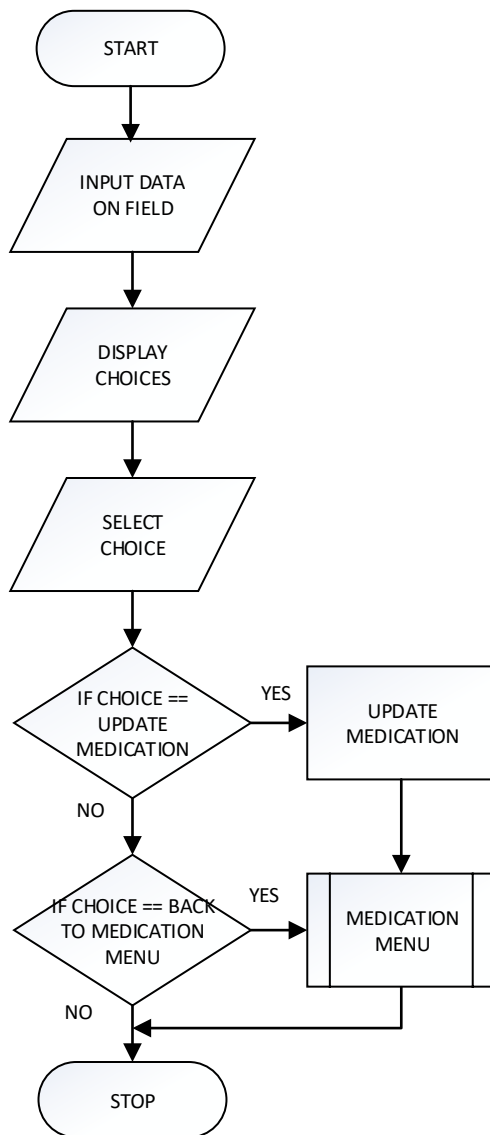 START
INPUT DATA
ON FIELD
DISPLAY
CHOICES
SELECT
CHOICE
IF CHOICE ==
UPDATE
MEDICATION
YES
UPDATE
MEDICATION
NO
IF CHOICE == BACK
TO MEDICATION
MENU
YES
MEDICATION
MENU
NO
STOP